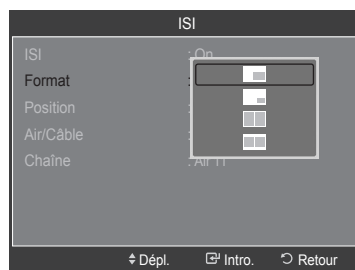 ISI
ISI : On
Format :
Position :
Air/Câble :
Chaîne : Air 11
Dépl. Intro. Retour